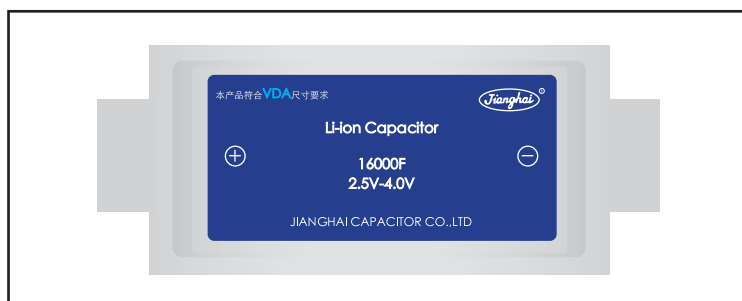 本产品符合VDA尺寸要求
Jianghai®
Li-ion Capacitor
16000F
2.5V-4.0V
JIANGHAI CAPACITOR CO.,LTD